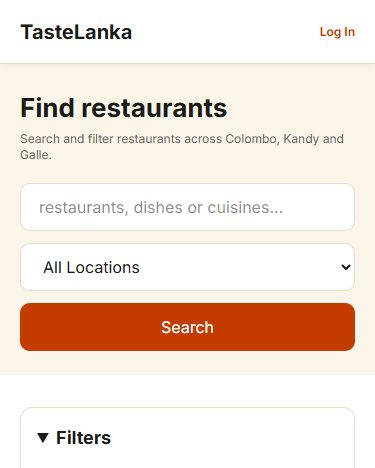 TasteLanka
Log In
Find restaurants
Search and filter restaurants across Colombo, Kandy and
Galle.
restaurants, dishes or cuisines...
All Locations
Search
Filters